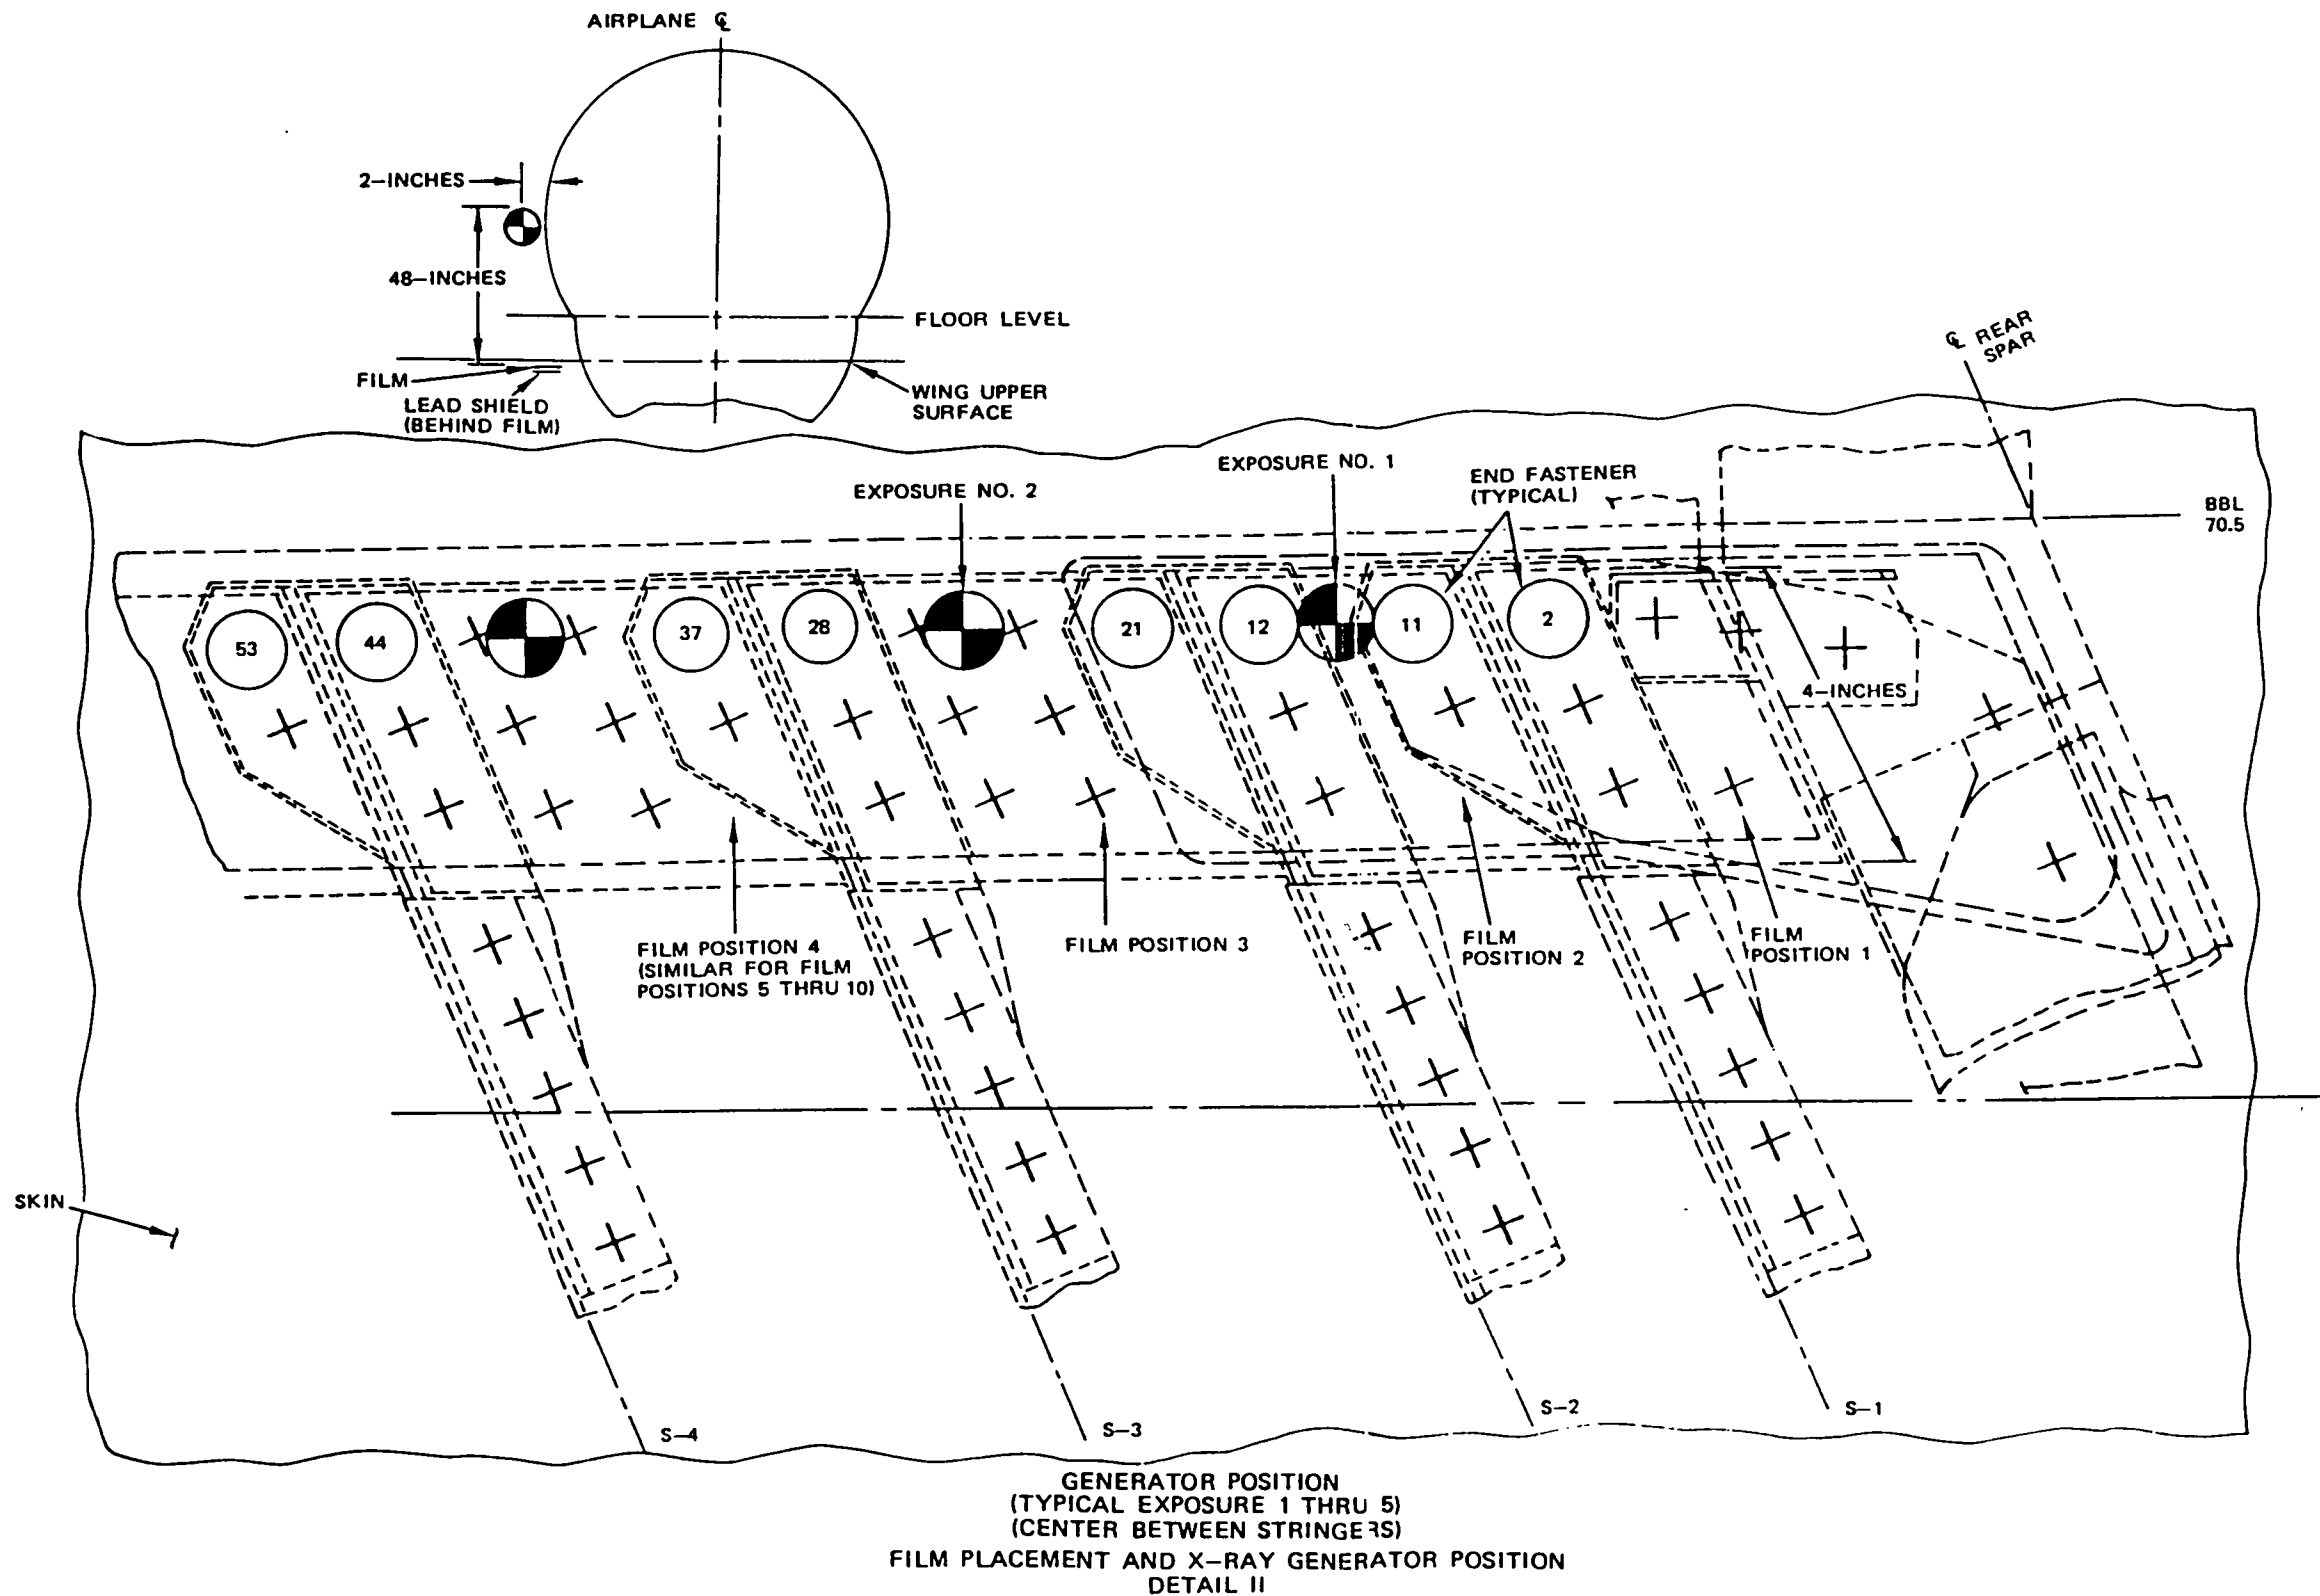 AIRPLANE ℄
2-INCHES
48-INCHES
FLOOR LEVEL
FILM
LEAD SHIELD
(BEHIND FILM)
WING UPPER
SURFACE
℄ REAR
SPAR
EXPOSURE NO. 1
EXPOSURE NO. 2
END FASTENER
(TYPICAL)
BBL
70.5
53
44
37
28
21
12
11
2
4-INCHES
FILM POSITION 4
(SIMILAR FOR FILM
POSITIONS 5 THRU 10)
FILM POSITION 3
FILM
POSITION 2
FILM
POSITION 1
SKIN
S-4
S-3
S-2
S-1
GENERATOR POSITION
(TYPICAL EXPOSURE 1 THRU 5)
(CENTER BETWEEN STRINGERS)
FILM PLACEMENT AND X-RAY GENERATOR POSITION
DETAIL II